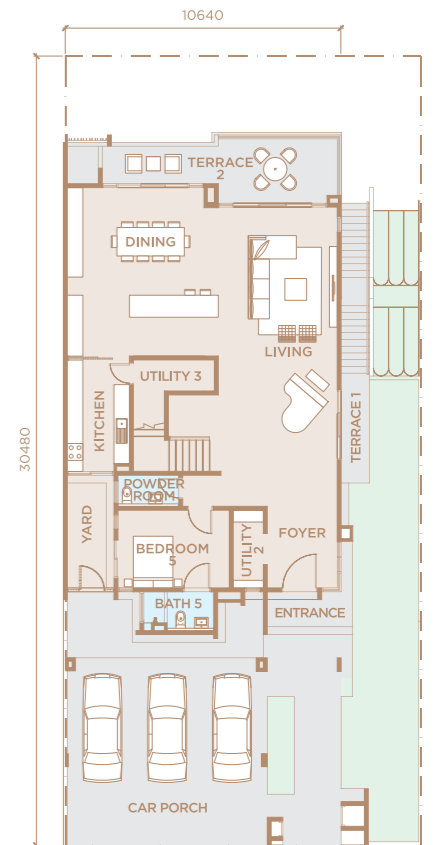 10640
TERRACE
2
DINING
LIVING
UTILITY 3
KITCHEN
TERRACE 1
30480
POWDER
ROOM
YARD
BEDROOM
5
UTILITY
2
FOYER
BATH 5
ENTRANCE
CAR PORCH